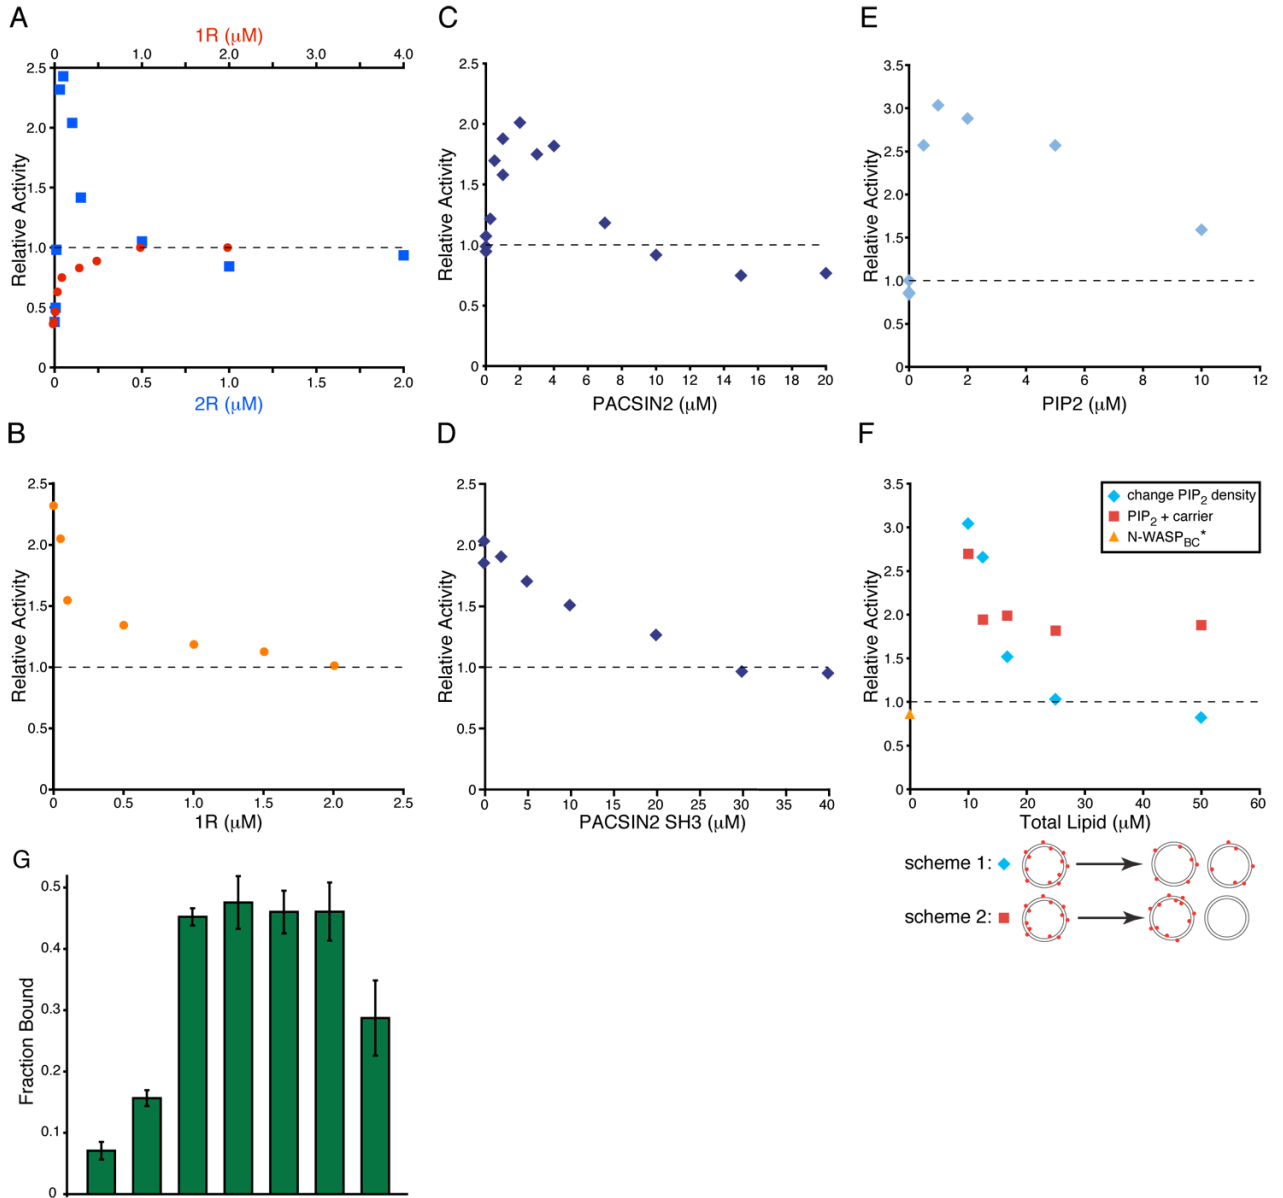 A
1R (μM)
0 1.0 2.0 3.0 4.0
2.5
2.0
1.5
1.0
0.5
0
Relative Activity
0 0.5 1.0 1.5 2.0
2R (μM)
C
2.5
2.0
1.5
1.0
0.5
0
Relative Activity
0 2 4 6 8 10 12 14 16 18 20
PACSIN2 (μM)
E
3.5
3.0
2.5
2.0
1.5
1.0
0.5
0
Relative Activity
0 2 4 6 8 10 12
PIP2 (μM)
B
2.5
2.0
1.5
1.0
0.5
0
Relative Activity
0 0.5 1.0 1.5 2.0 2.5
1R (μM)
D
2.5
2.0
1.5
1.0
0.5
0
Relative Activity
0 5 10 15 20 25 30 35 40
PACSIN2 SH3 (μM)
F
3.5
3.0
2.5
2.0
1.5
1.0
0.5
0
Relative Activity
change PIP₂ density
PIP₂ + carrier
N-WASP_BC*
0 10 20 30 40 50 60
Total Lipid (μM)
scheme 1:
scheme 2:
G
0.5
0.4
0.3
0.2
0.1
0
Fraction Bound